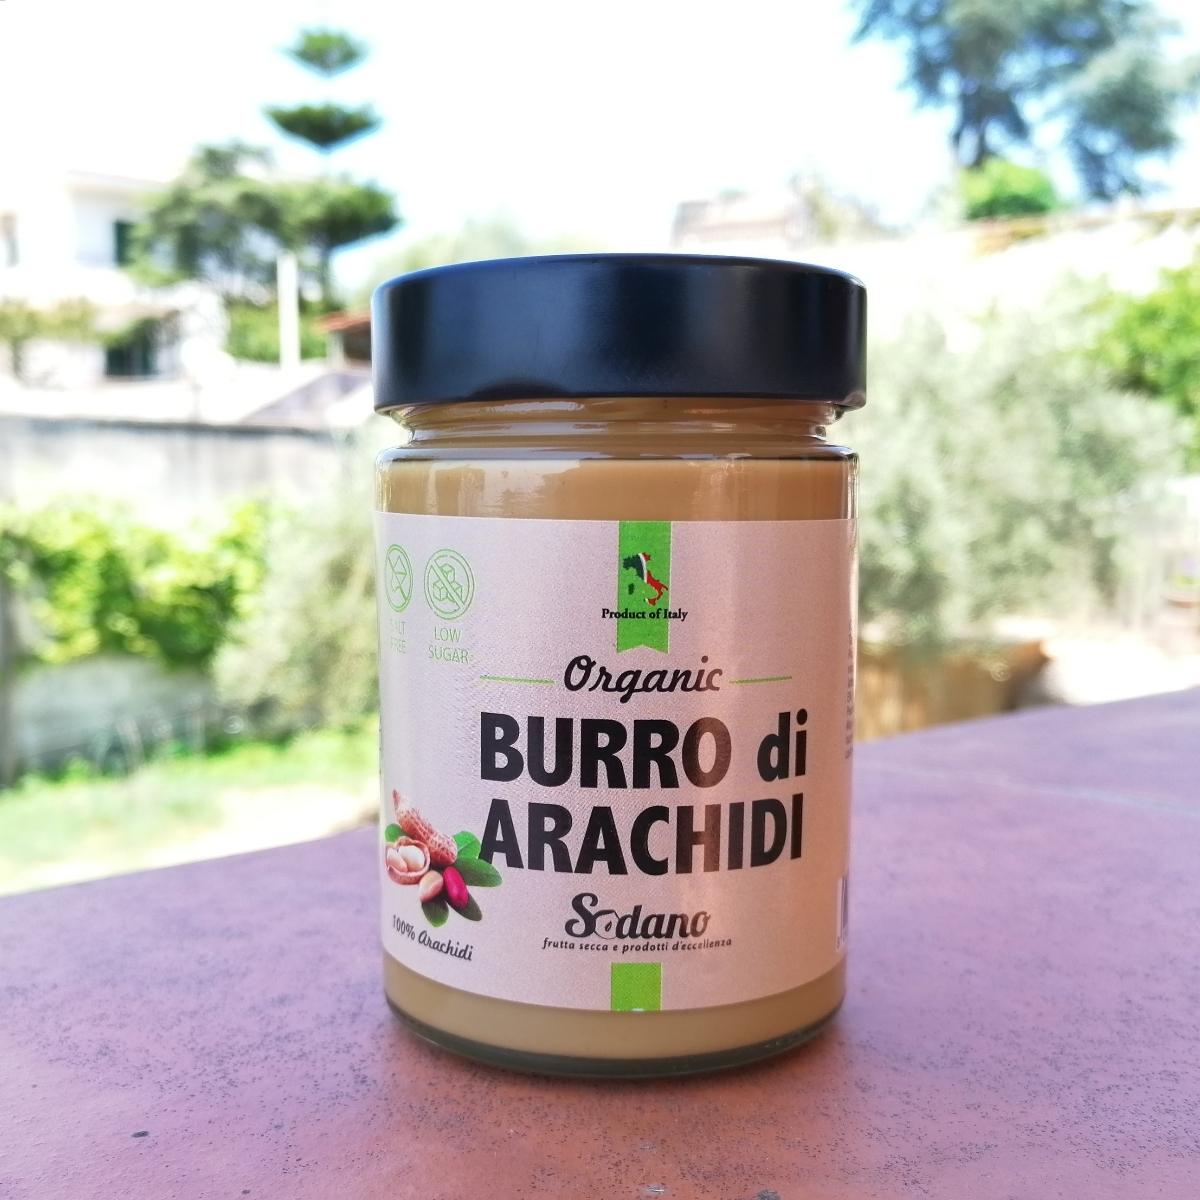 Product of Italy
SALT
FREE
LOW
SUGAR
Organic
BURRO di
ARACHIDI
100% Arachidi
Sodano
frutta secca e prodotti d'eccellenza